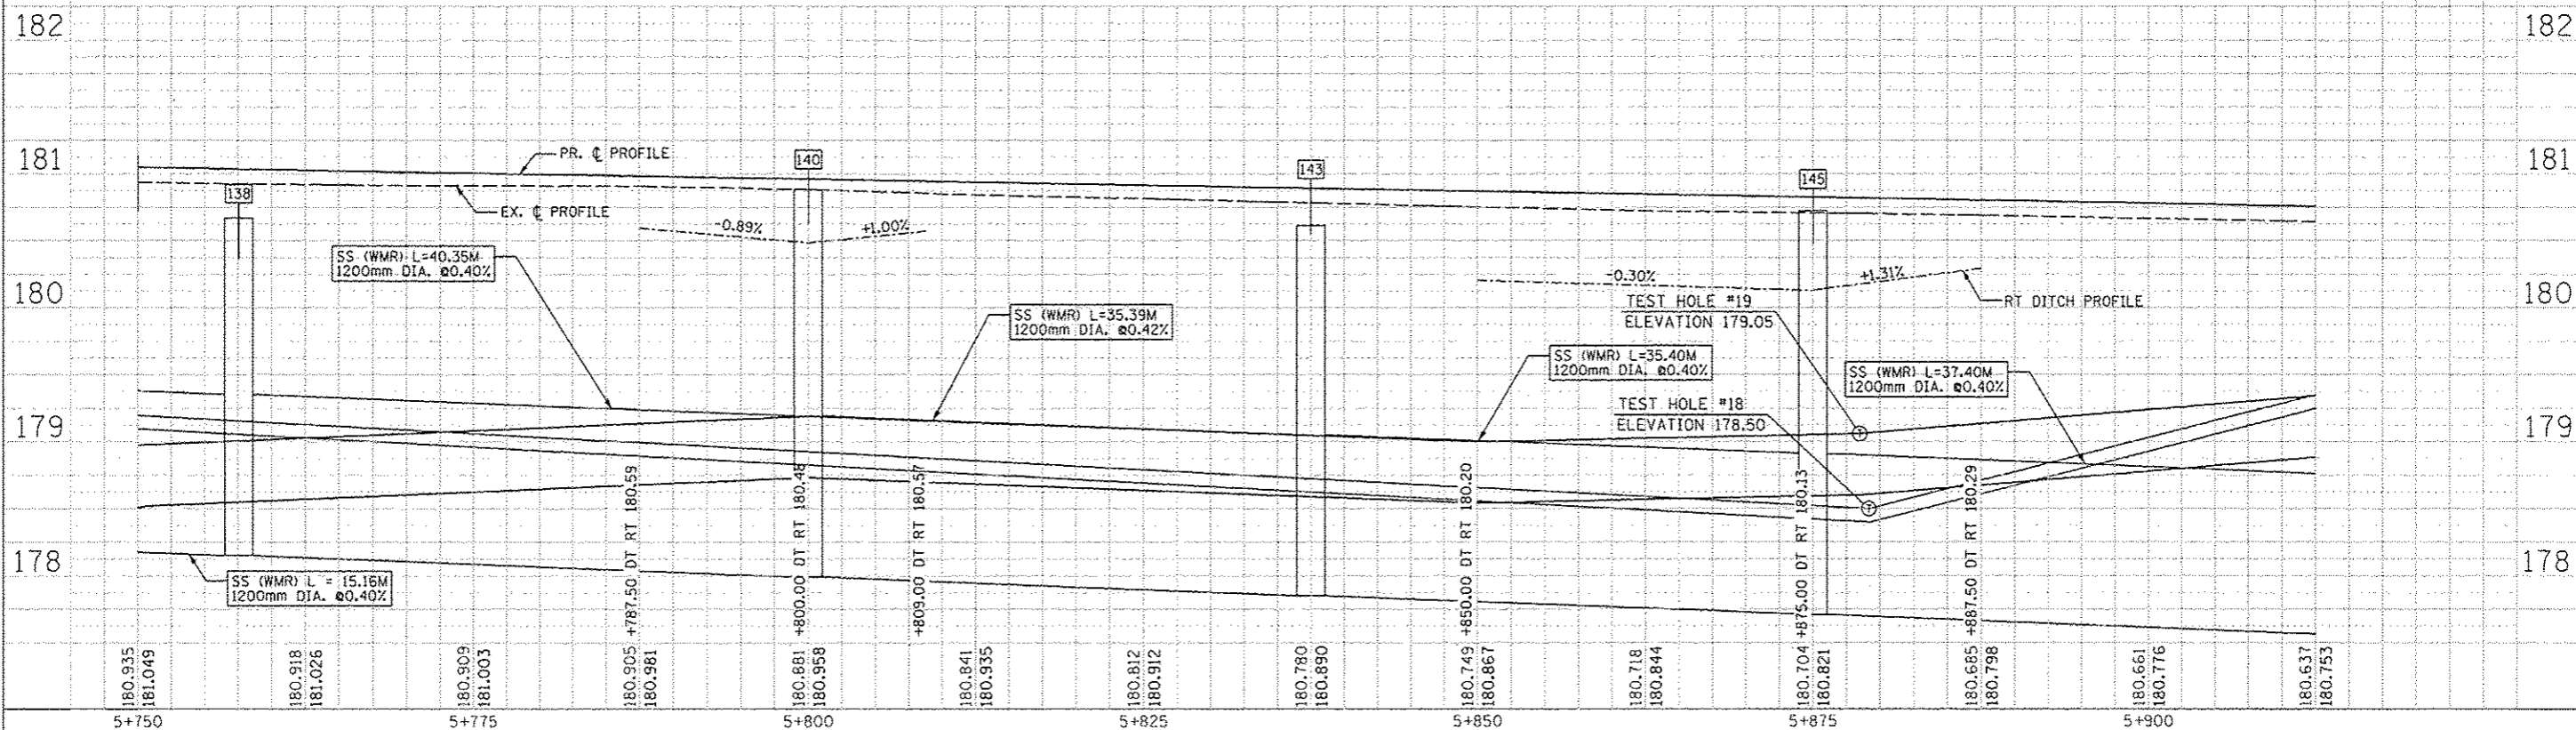 182
182
181
181
180
180
179
179
178
178
PR. ℄ PROFILE
EX. ℄ PROFILE
138
140
143
145
-0.89%
+1.00%
-0.30%
+1.31%
RT DITCH PROFILE
SS (WMR) L=40.35M
1200mm DIA. @0.40%
SS (WMR) L=35.39M
1200mm DIA. @0.42%
TEST HOLE #19
ELEVATION 179.05
SS (WMR) L=35.40M
1200mm DIA. @0.40%
SS (WMR) L=37.40M
1200mm DIA. @0.40%
TEST HOLE #18
ELEVATION 178.50
SS (WMR) L = 15.16M
1200mm DIA. @0.40%
T
T
+787.50 DT RT 180.59
+800.00 DT RT 180.48
+809.00 DT RT 180.57
+850.00 DT RT 180.20
+875.00 DT RT 180.13
+887.50 DT RT 180.29
180.935
181.049
180.918
181.026
180.909
181.003
180.905
180.981
180.881
180.958
180.841
180.935
180.812
180.912
180.780
180.890
180.749
180.867
180.718
180.844
180.704
180.821
180.685
180.798
180.661
180.776
180.637
180.753
5+750
5+775
5+800
5+825
5+850
5+875
5+900